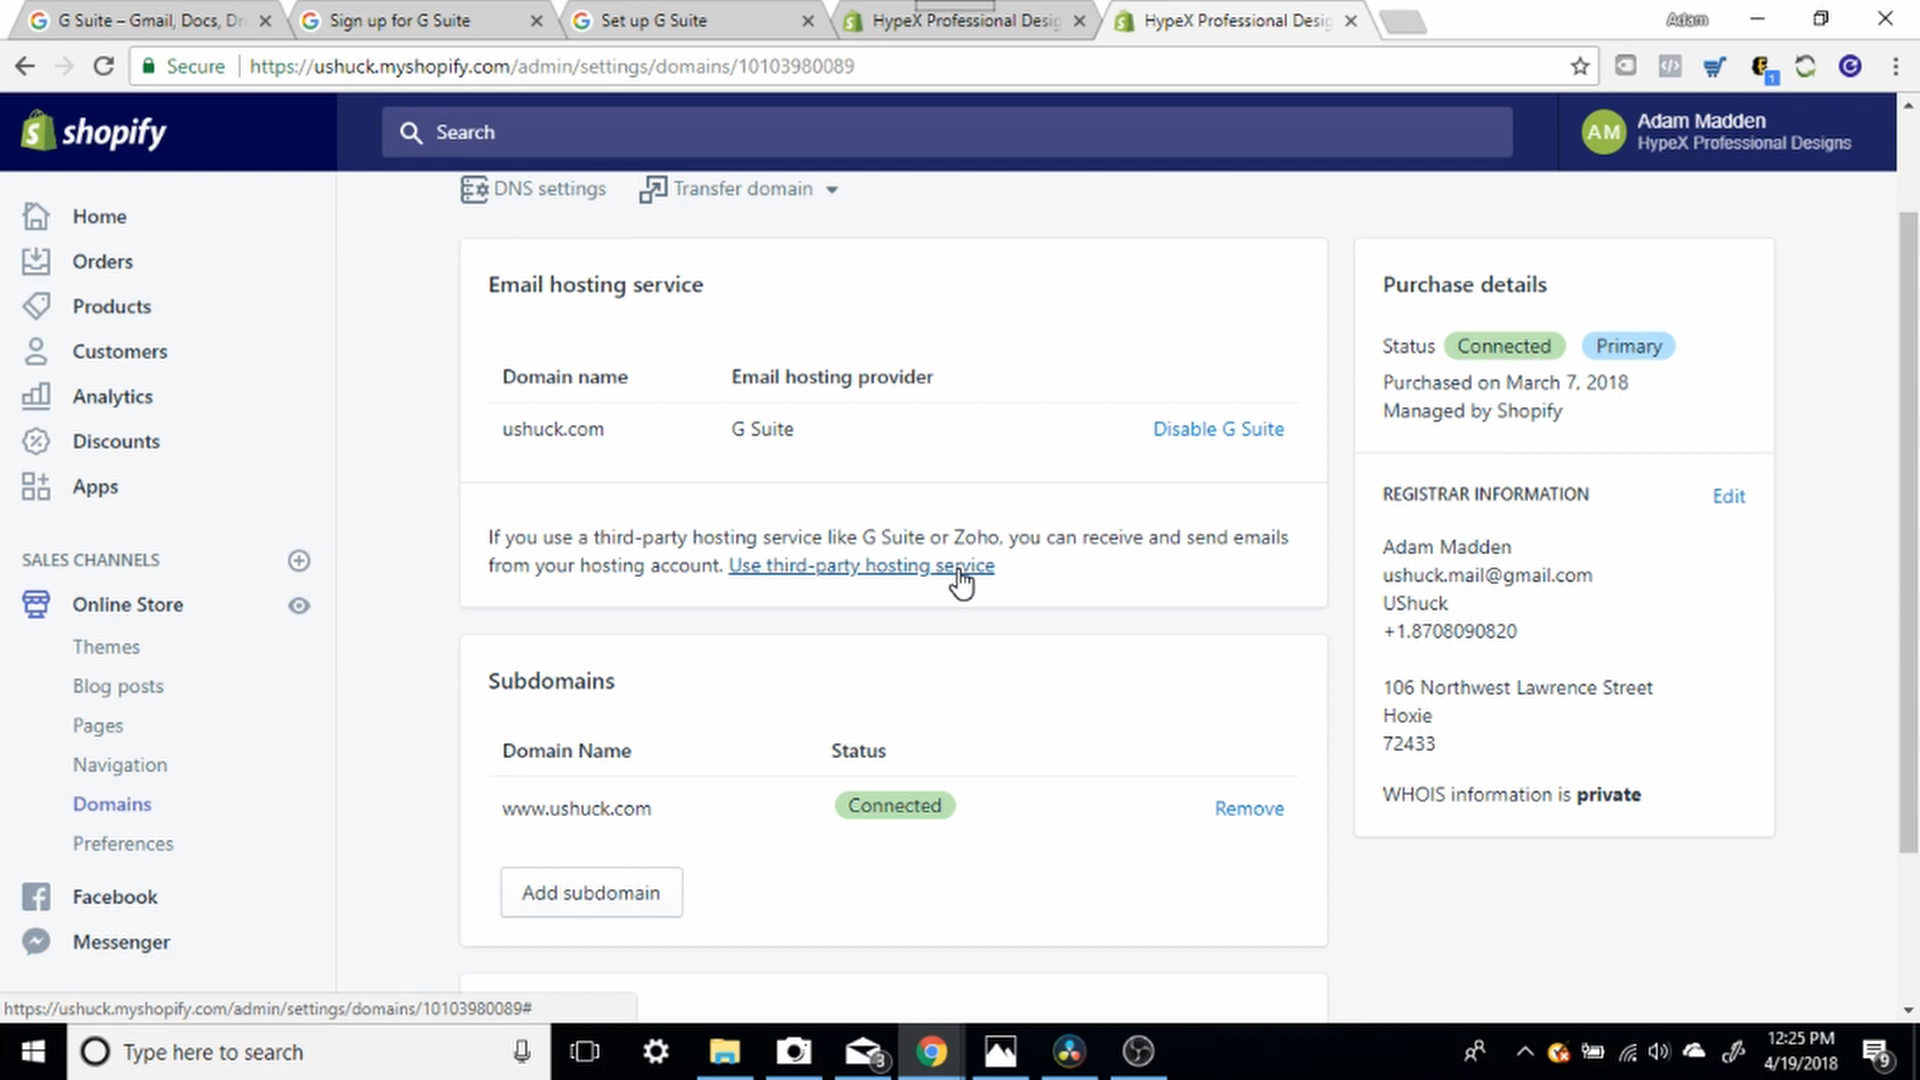 G Suite – Gmail, Docs, Dr
Sign up for G Suite
Set up G Suite
HypeX Professional Desig
HypeX Professional Desig
Adam
Secure
https://ushuck.myshopify.com/admin/settings/domains/10103980089
1
shopify
Search
AM
Adam Madden
HypeX Professional Designs
DNS settings
Transfer domain
Home
Orders
Products
Customers
Analytics
Discounts
Apps
SALES CHANNELS
Online Store
Themes
Blog posts
Pages
Navigation
Domains
Preferences
Facebook
Messenger
Email hosting service
Domain name Email hosting provider
ushuck.com G Suite Disable G Suite
If you use a third-party hosting service like G Suite or Zoho, you can receive and send emails
from your hosting account. Use third-party hosting service
Subdomains
Domain Name Status
www.ushuck.com Connected Remove
Add subdomain
Purchase details
Status Connected Primary
Purchased on March 7, 2018
Managed by Shopify
REGISTRAR INFORMATION Edit
Adam Madden
ushuck.mail@gmail.com
UShuck
+1.8708090820
106 Northwest Lawrence Street
Hoxie
72433
WHOIS information is private
https://ushuck.myshopify.com/admin/settings/domains/10103980089#
Type here to search
3
12:25 PM
4/19/2018
9